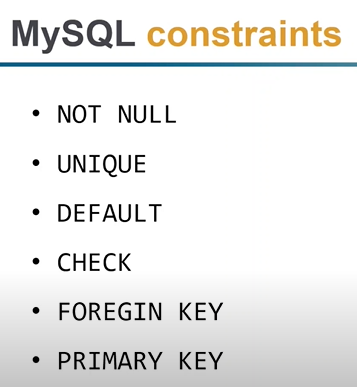 MySQL constraints
• NOT NULL
• UNIQUE
• DEFAULT
• CHECK
• FOREGIN KEY
• PRIMARY KEY